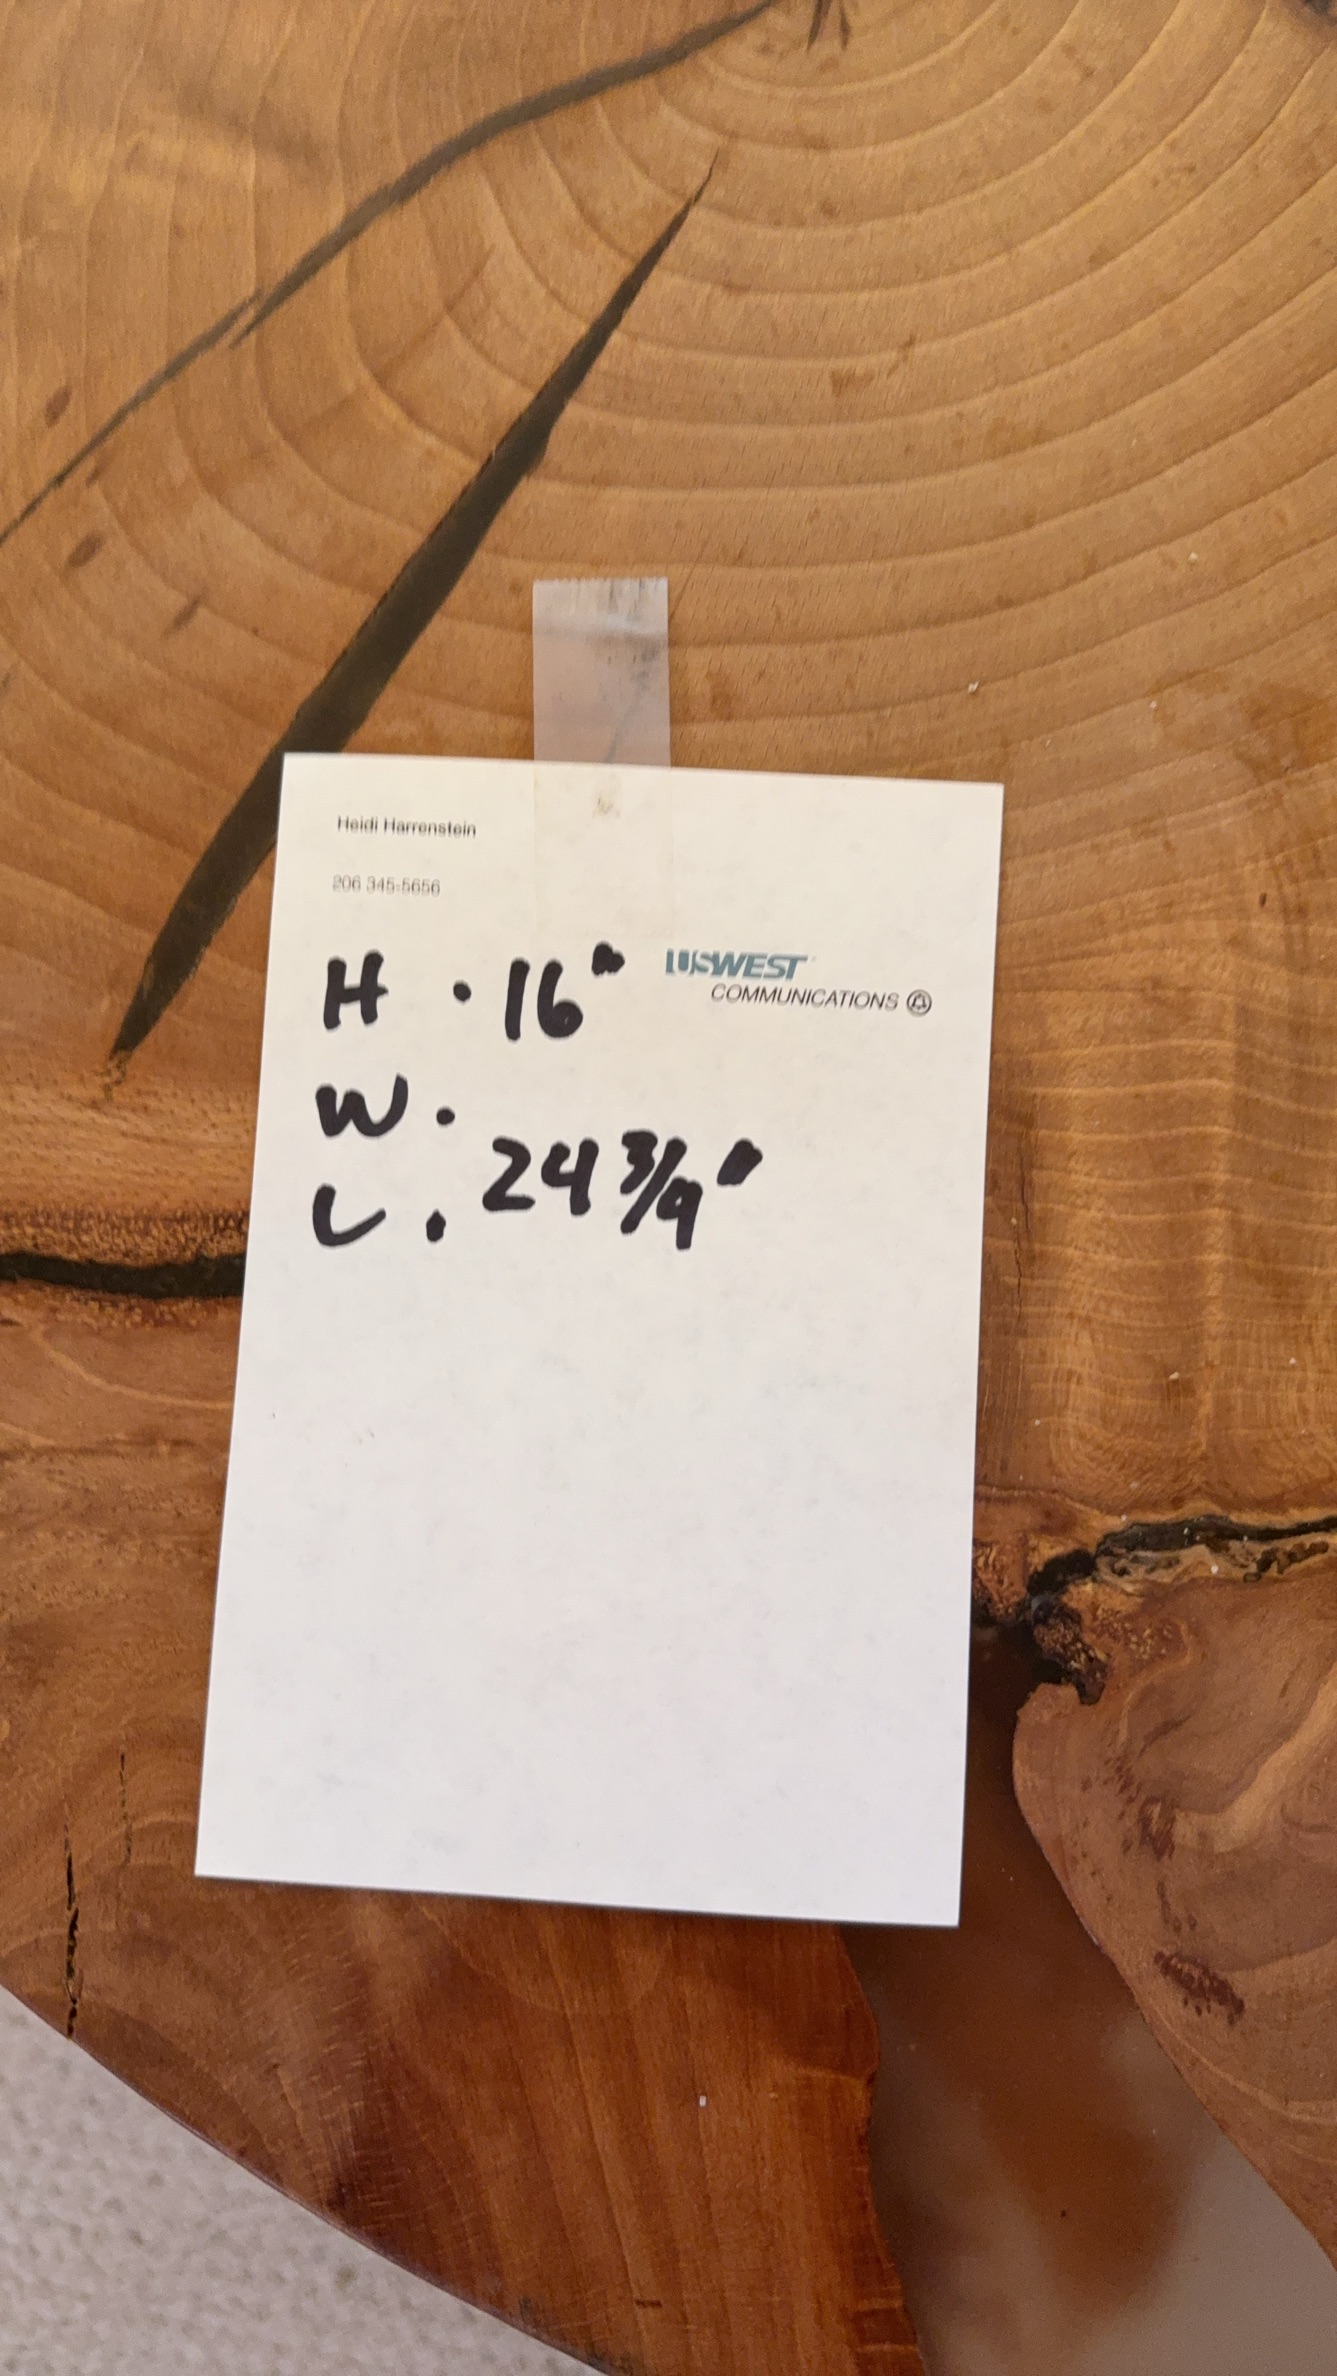 Heidi Harrenstein
206 345-5656
USWEST
COMMUNICATIONS
H . 16"
W .
24 3/4"
L .